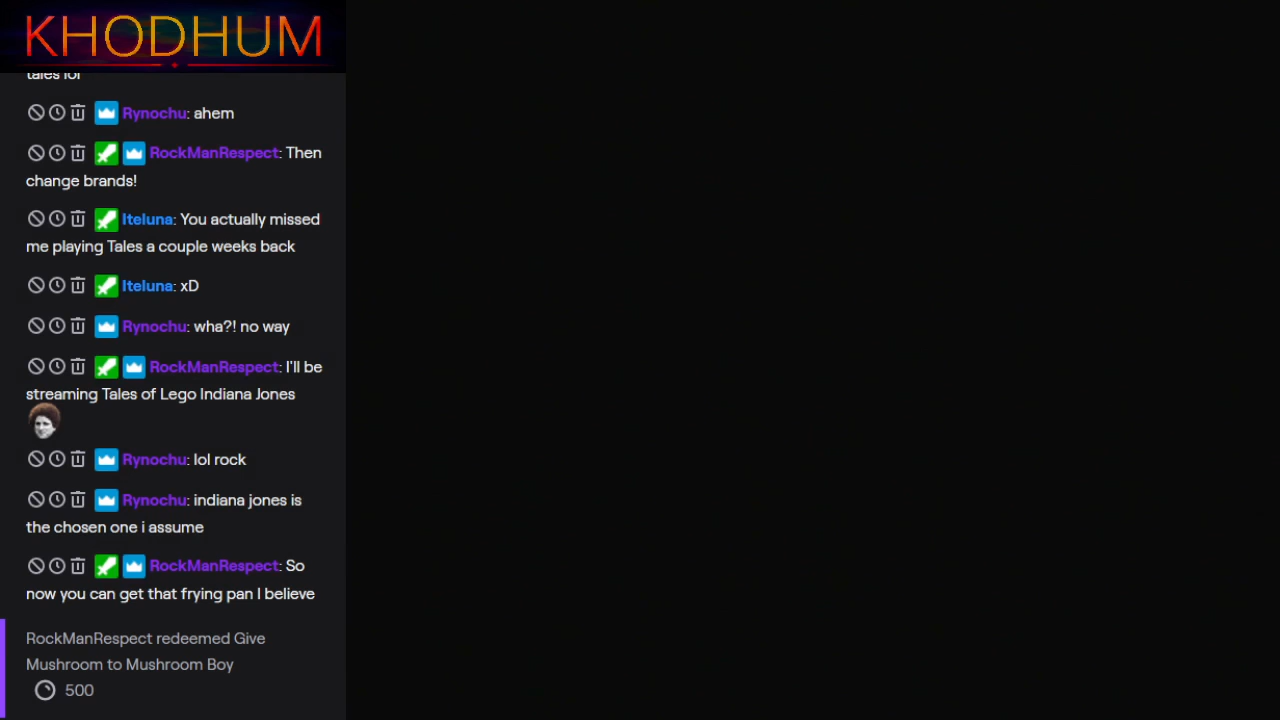 KHODHUM
tales for
Rynochu: ahem
RockManRespect: Then
change brands!
Iteluna: You actually missed
me playing Tales a couple weeks back
Iteluna: xD
Rynochu: wha?! no way
RockManRespect: I'll be
streaming Tales of Lego Indiana Jones
Rynochu: lol rock
Rynochu: indiana jones is
the chosen one i assume
RockManRespect: So
now you can get that frying pan I believe
RockManRespect redeemed Give
Mushroom to Mushroom Boy
500